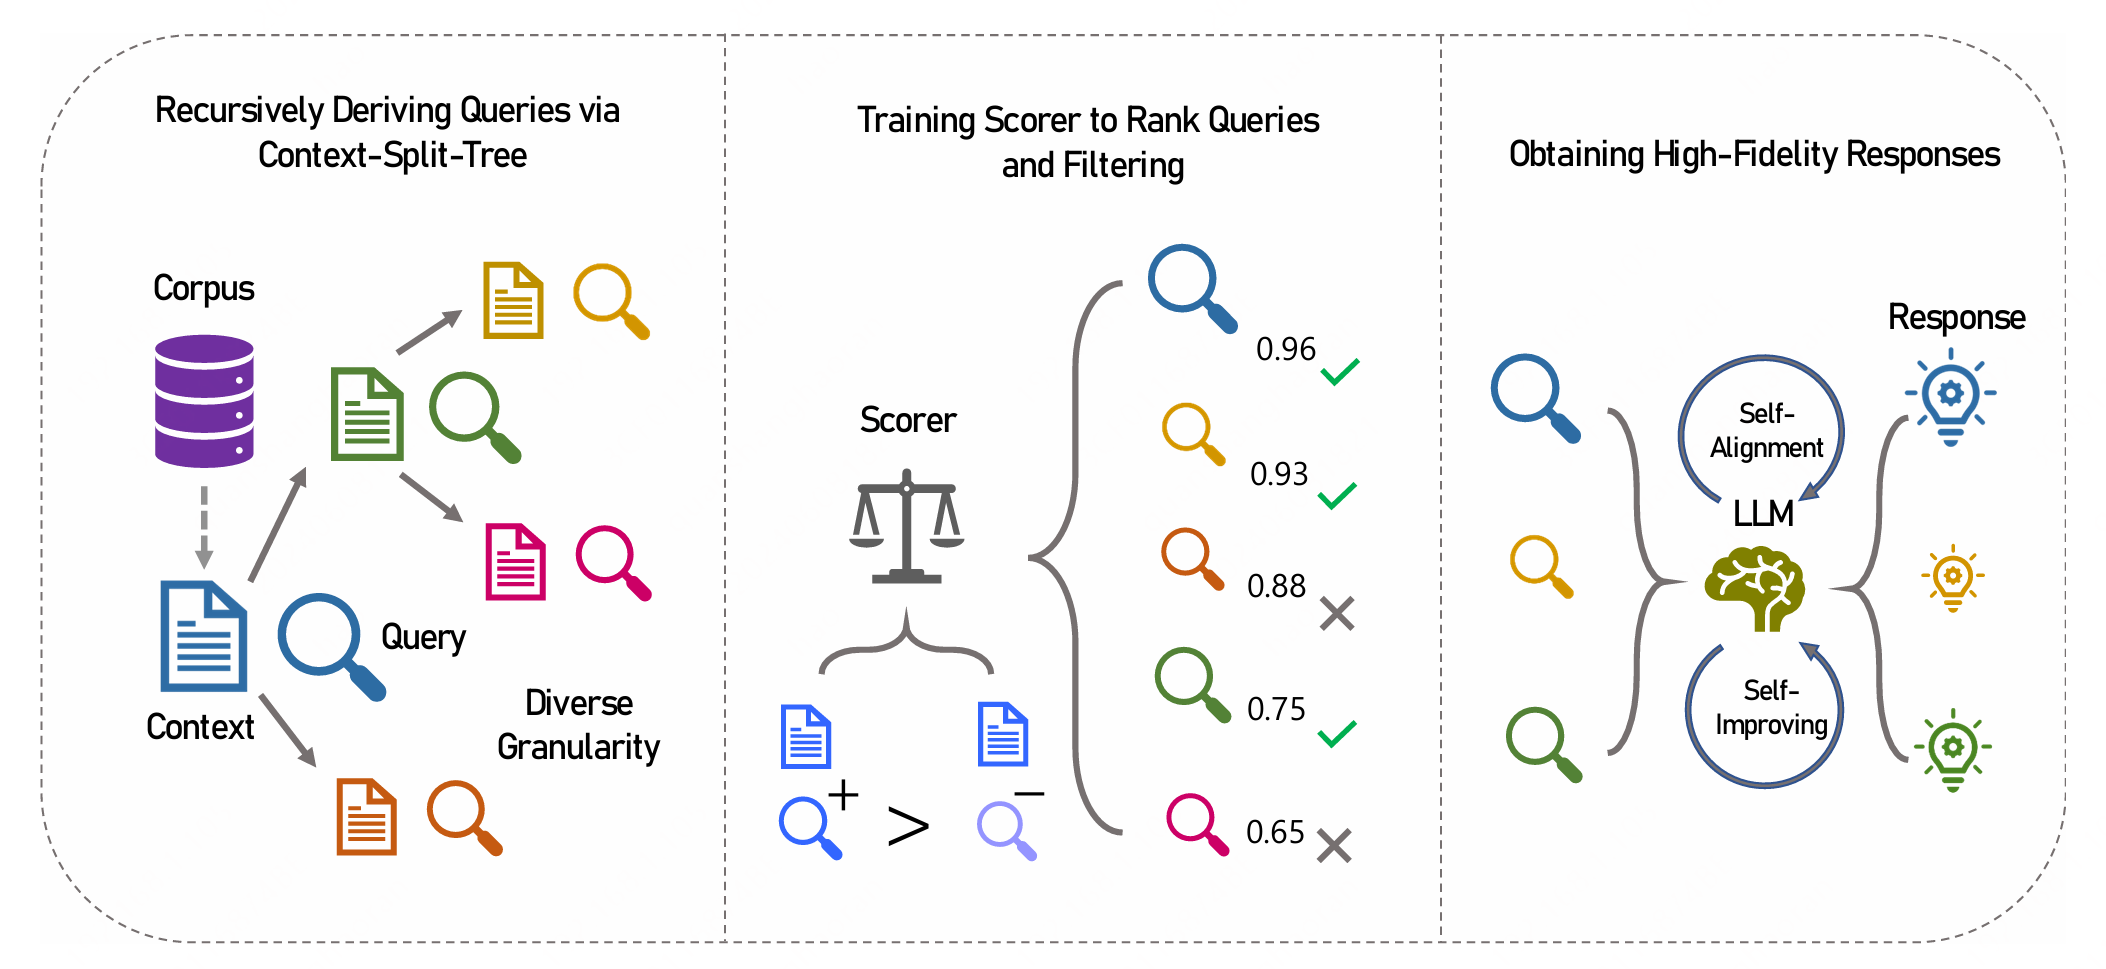 Recursively Deriving Queries via
Context-Split-Tree
Corpus
Query
Context
Diverse
Granularity
Training Scorer to Rank Queries
and Filtering
Scorer
+
>
−
0.96
0.93
0.88
0.75
0.65
Obtaining High-Fidelity Responses
Response
Self-
Alignment
LLM
Self-
Improving